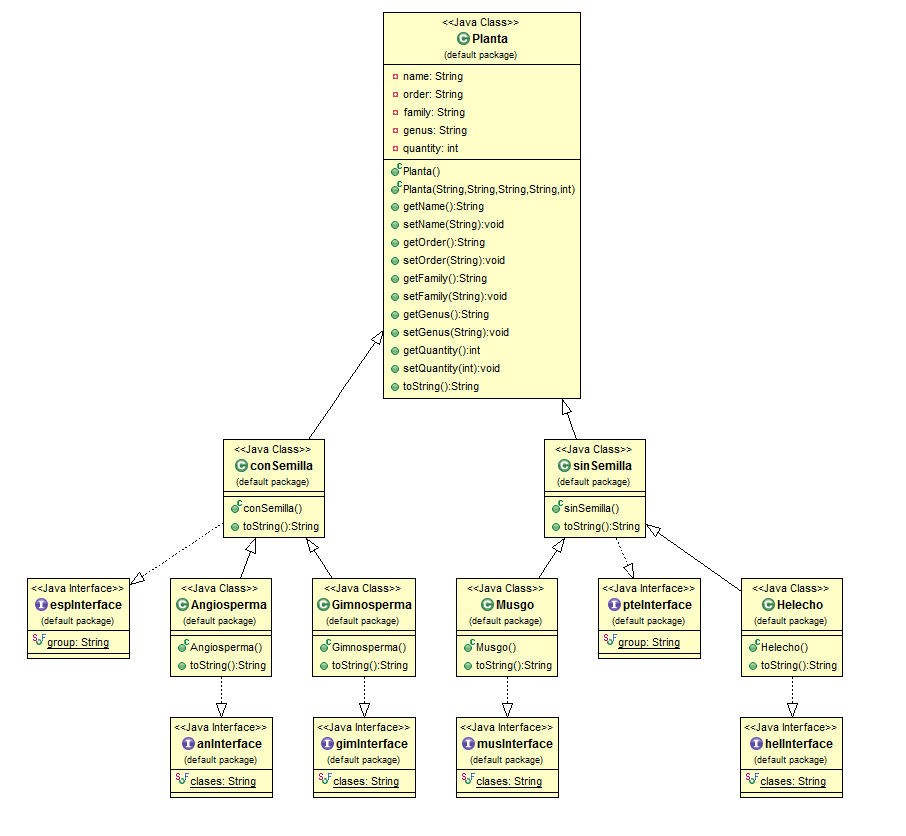 <<Java Class>>
Planta
(default package)
name: String
order: String
family: String
genus: String
quantity: int
Planta()
Planta(String,String,String,String,int)
getName():String
setName(String):void
getOrder():String
setOrder(String):void
getFamily():String
setFamily(String):void
getGenus():String
setGenus(String):void
getQuantity():int
setQuantity(int):void
toString():String
<<Java Class>>
conSemilla
(default package)
conSemilla()
toString():String
<<Java Class>>
sinSemilla
(default package)
sinSemilla()
toString():String
<<Java Interface>>
espInterface
(default package)
group: String
<<Java Class>>
Angiosperma
(default package)
Angiosperma()
toString():String
<<Java Class>>
Gimnosperma
(default package)
Gimnosperma()
toString():String
<<Java Class>>
Musgo
(default package)
Musgo()
toString():String
<<Java Interface>>
pteInterface
(default package)
group: String
<<Java Class>>
Helecho
(default package)
Helecho()
toString():String
<<Java Interface>>
anInterface
(default package)
clases: String
<<Java Interface>>
gimInterface
(default package)
clases: String
<<Java Interface>>
musInterface
(default package)
clases: String
<<Java Interface>>
helInterface
(default package)
clases: String